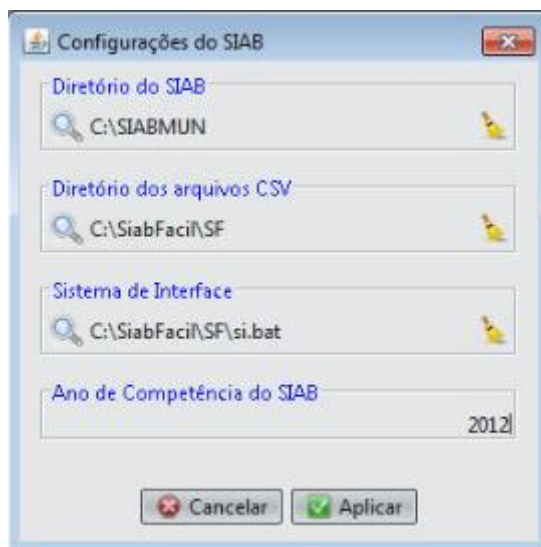 Configurações do SIAB
Diretório do SIAB
C:\SIABMUN
Diretório dos arquivos CSV
C:\SiabFacil\SF
Sistema de Interface
C:\SiabFacil\SF\si.bat
Ano de Competência do SIAB
2012
Cancelar
Aplicar